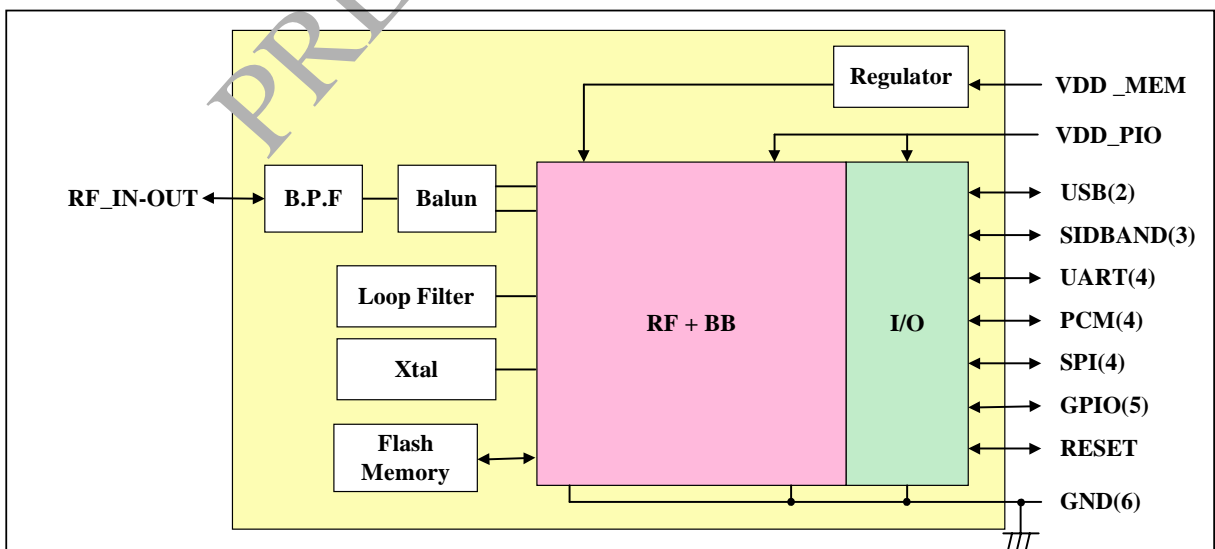 PRE
Regulator
VDD _MEM
VDD_PIO
RF_IN-OUT
B.P.F
Balun
USB(2)
SIDBAND(3)
Loop Filter
UART(4)
RF + BB
I/O
PCM(4)
Xtal
SPI(4)
GPIO(5)
Flash
Memory
RESET
GND(6)